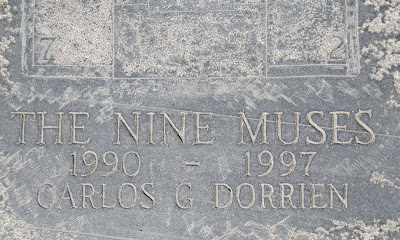 7 2
THE NINE MUSES
1990 - 1997
CARLOS G DORRIEN